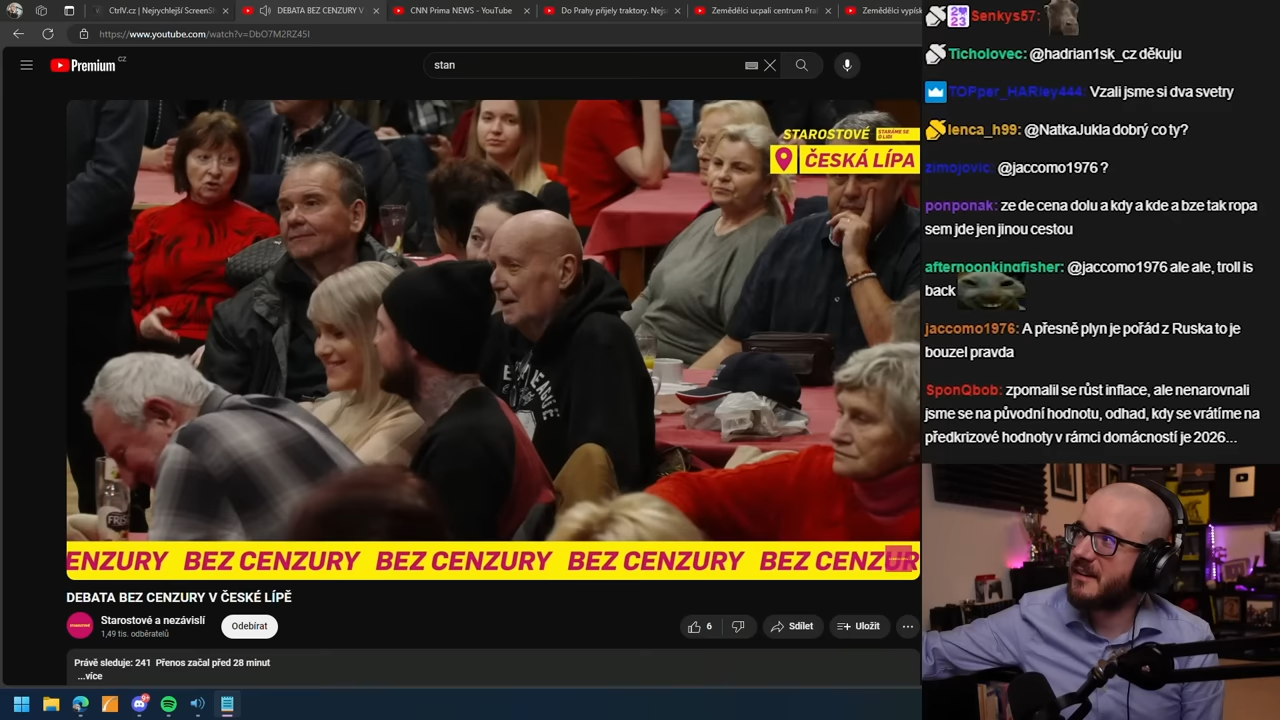 CtrlV.cz | Nejrychlejší ScreenSh
DEBATA BEZ CENZURY V
CNN Prima NEWS - YouTube
Do Prahy přijely traktory. Nejs
Zemědělci ucpali centrum Pra
Zemědělci vypísk
https://www.youtube.com/watch?v=DbO7M2RZ45I
Premium CZ
stan
STAROSTOVÉ STARÁME SE O LIDI
ČESKÁ LÍPA
ENZURY BEZ CENZURY BEZ CENZURY BEZ CENZURY BEZ CENZUR
DEBATA BEZ CENZURY V ČESKÉ LÍPĚ
Starostové a nezávislí
1,49 tis. odběratelů
Odebírat
6
Sdílet
Uložit
Právě sleduje: 241 Přenos začal před 28 minut
...více
Senkys57:
Ticholovec: @hadrian1sk_cz děkuju
TOPper_HARley444: Vzali jsme si dva svetry
lenca_h99: @NatkaJukla dobrý co ty?
zimojovic: @jaccomo1976 ?
ponponak: ze de cena dolu a kdy a kde a bze tak ropa
sem jde jen jinou cestou
afternoonkingfisher: @jaccomo1976 ale ale, troll is
back
jaccomo1976: A přesně plyn je pořád z Ruska to je
bouzel pravda
SponQbob: zpomalil se růst inflace, ale nenarovnali
jsme se na původní hodnotu, odhad, kdy se vrátíme na
předkrizové hodnoty v rámci domácností je 2026...